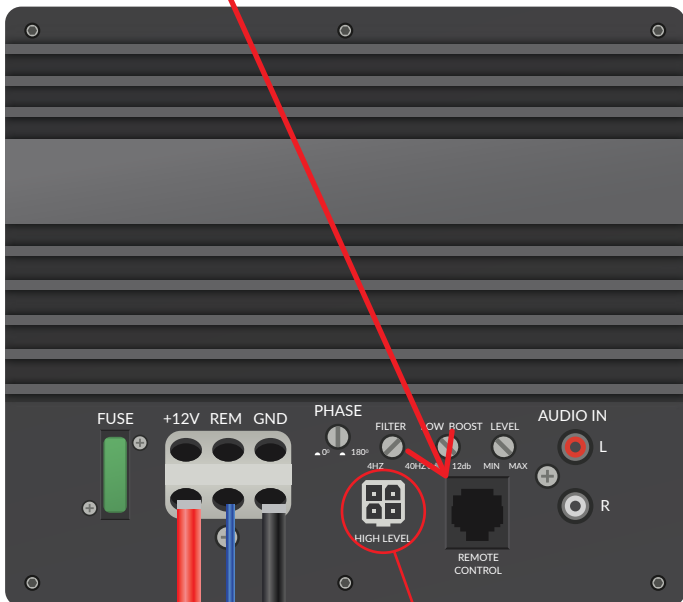 FUSE
+12V REM GND
PHASE
0° 180°
FILTER
4HZ
LOW BOOST
40HZ 12db
LEVEL
MIN MAX
AUDIO IN
L
R
HIGH LEVEL
REMOTE
CONTROL